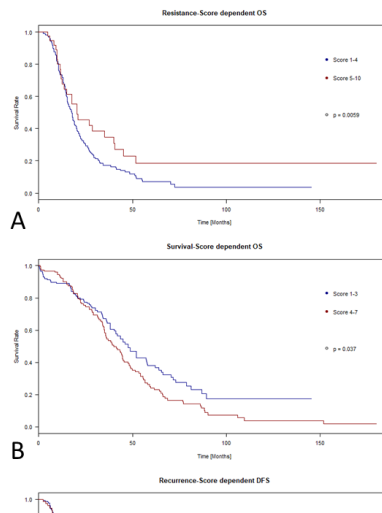 Resistance-Score dependent OS
1.0
0.8
0.6
0.4
0.2
0.0
Survival Rate
Score 1-4
Score 5-10
p = 0.0059
0
50
100
150
Time [Months]
A
Survival-Score dependent OS
1.0
0.8
0.6
0.4
0.2
0.0
Survival Rate
Score 1-3
Score 4-7
p = 0.037
0
50
100
150
Time [Months]
B
Recurrence-Score dependent DFS
1.0